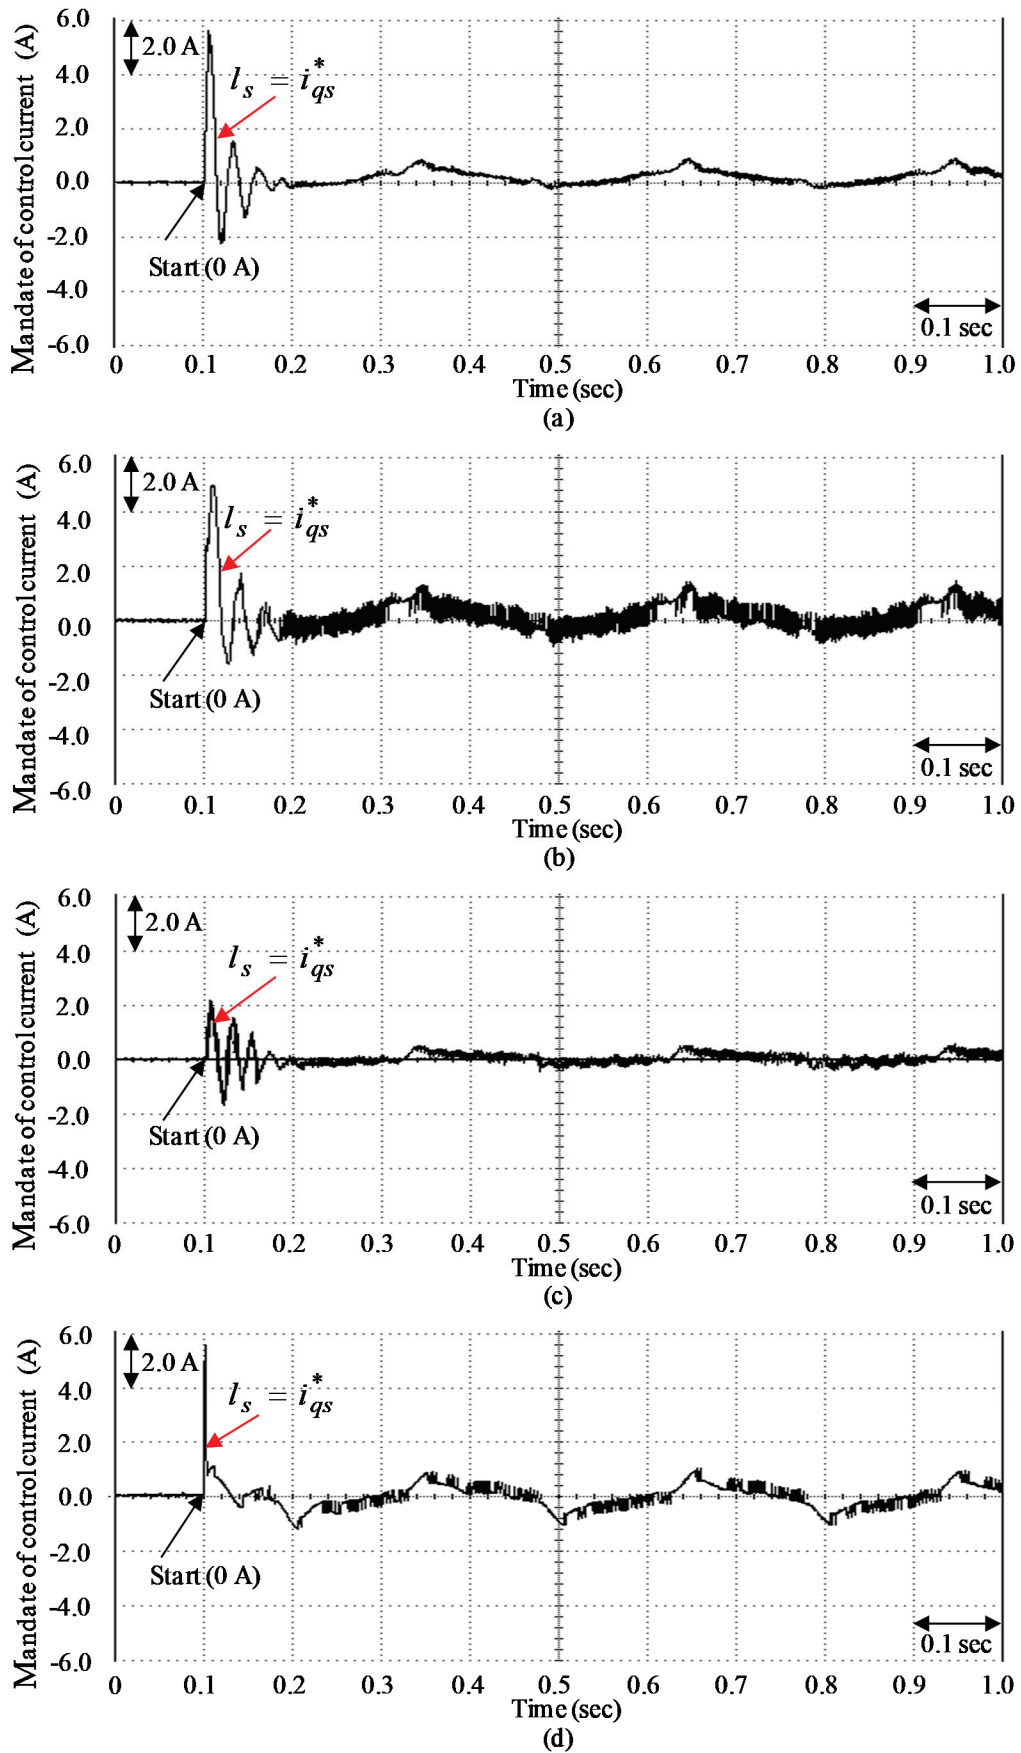 Mandate of control current (A)
6.0
4.0
2.0
0.0
-2.0
-4.0
-6.0
2.0 A
l_s = i*_qs
Start (0 A)
0.1 sec
0 0.1 0.2 0.3 0.4 0.5 0.6 0.7 0.8 0.9 1.0
Time (sec)
(a)
Mandate of control current (A)
6.0
4.0
2.0
0.0
-2.0
-4.0
-6.0
2.0 A
l_s = i*_qs
Start (0 A)
0.1 sec
0 0.1 0.2 0.3 0.4 0.5 0.6 0.7 0.8 0.9 1.0
Time (sec)
(b)
Mandate of control current (A)
6.0
4.0
2.0
0.0
-2.0
-4.0
-6.0
2.0 A
l_s = i*_qs
Start (0 A)
0.1 sec
0 0.1 0.2 0.3 0.4 0.5 0.6 0.7 0.8 0.9 1.0
Time (sec)
(c)
Mandate of control current (A)
6.0
4.0
2.0
0.0
-2.0
-4.0
-6.0
2.0 A
l_s = i*_qs
Start (0 A)
0.1 sec
0 0.1 0.2 0.3 0.4 0.5 0.6 0.7 0.8 0.9 1.0
Time (sec)
(d)